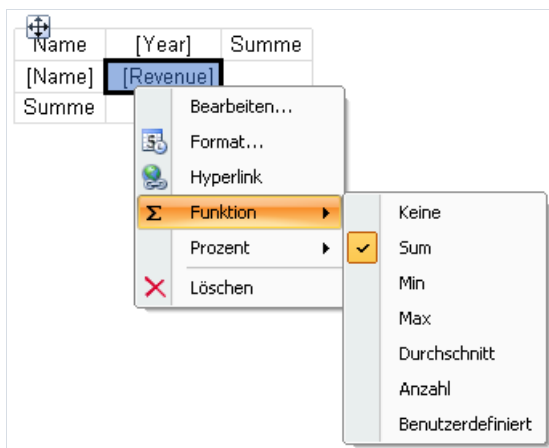 Name [Year] Summe
[Name] [Revenue]
Summe
Bearbeiten...
Format...
Hyperlink
Σ Funktion
Prozent
Löschen
Keine
Sum
Min
Max
Durchschnitt
Anzahl
Benutzerdefiniert